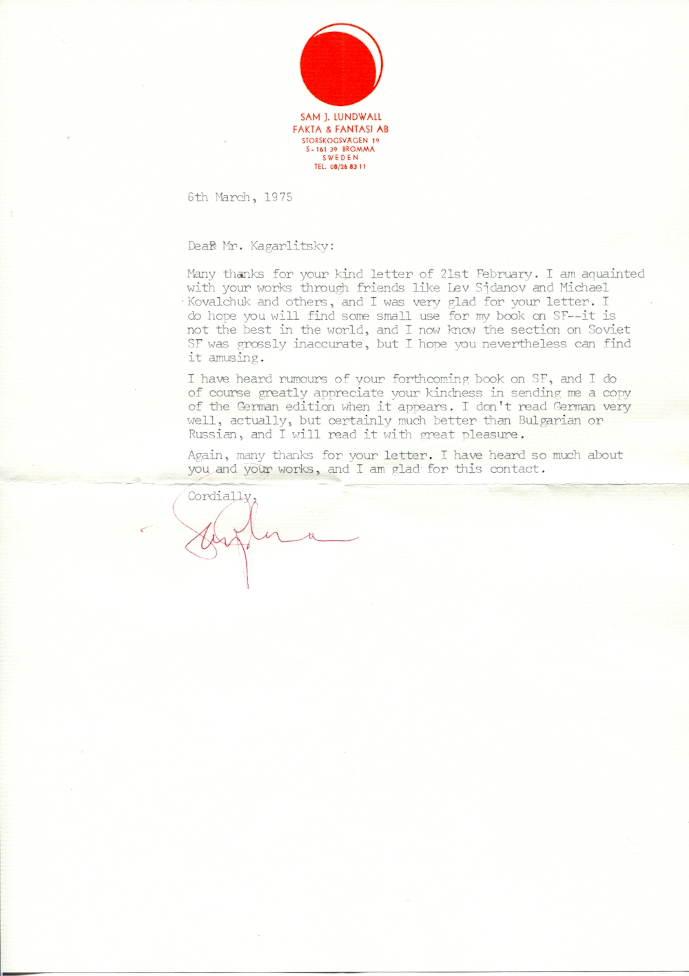 SAM J. LUNDWALL
FAKTA & FANTASI AB
STORSKOGSVÄGEN 19
S-161 39 BROMMA
SWEDEN
TEL. 08/26 83 11
6th March, 1975
Dear Mr. Kagarlitsky:
Many thanks for your kind letter of 21st February. I am aquainted
with your works through friends like Lev Sjdanov and Michael
Kovalchuk and others, and I was very glad for your letter. I
do hope you will find some small use for my book on SF--it is
not the best in the world, and I now know the section on Soviet
SF was grossly inaccurate, but I hope you nevertheless can find
it amusing.
I have heard rumours of your forthcoming book on SF, and I do
of course greatly appreciate your kindness in sending me a copy
of the German edition when it appears. I don't read German very
well, actually, but certainly much better than Bulgarian or
Russian, and I will read it with great pleasure.
Again, many thanks for your letter. I have heard so much about
you and your works, and I am glad for this contact.
Cordially,